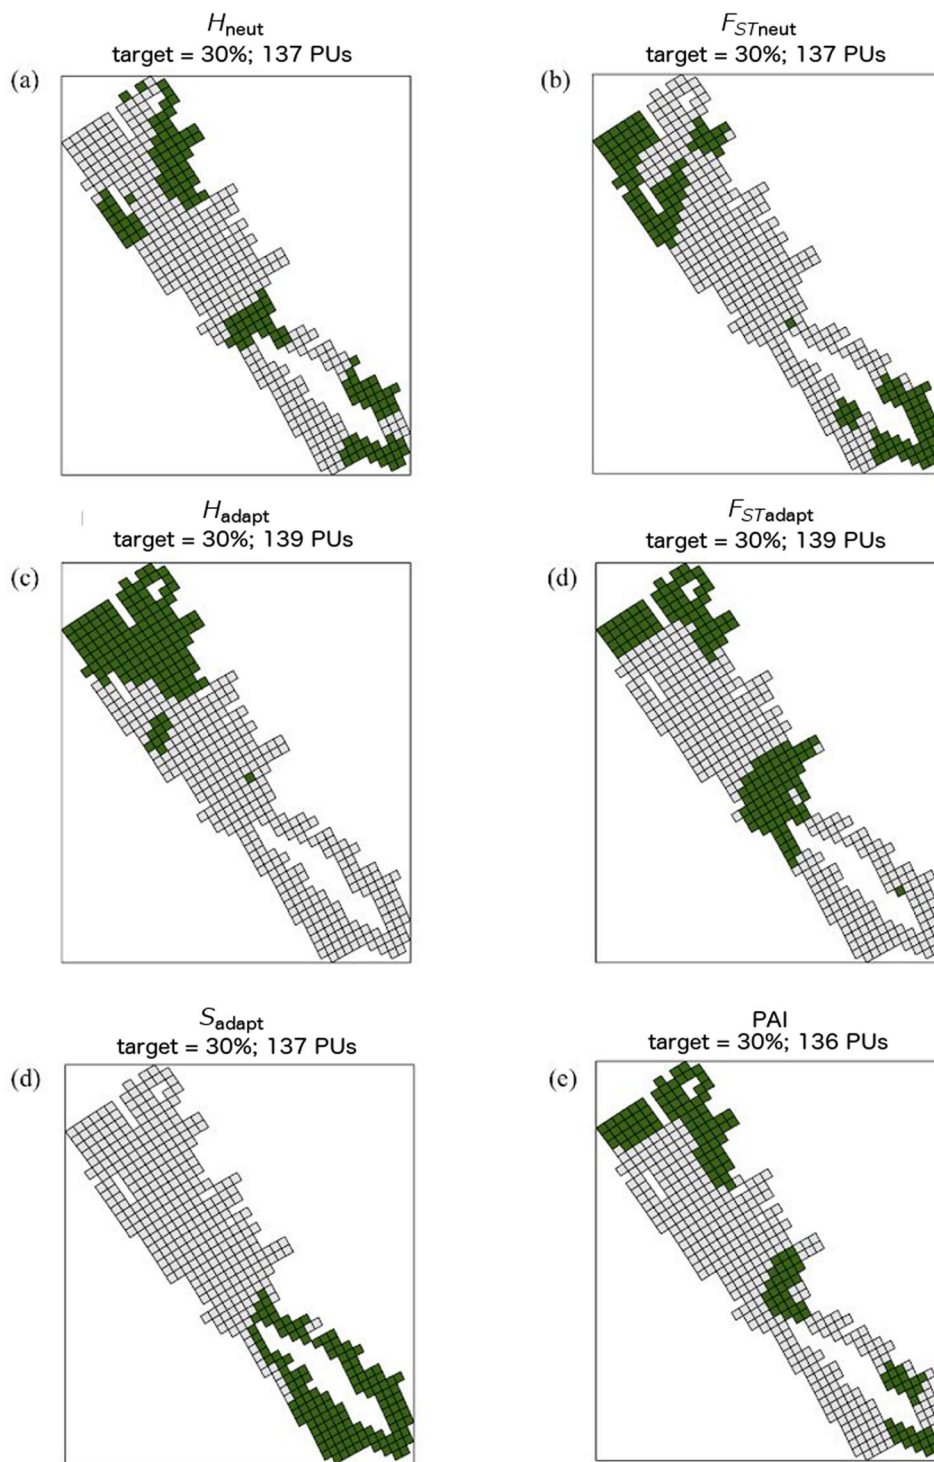 H_neut
target = 30%; 137 PUs
(a)
F_STneut
target = 30%; 137 PUs
(b)
H_adapt
target = 30%; 139 PUs
(c)
F_STadapt
target = 30%; 139 PUs
(d)
S_adapt
target = 30%; 137 PUs
(d)
PAI
target = 30%; 136 PUs
(e)